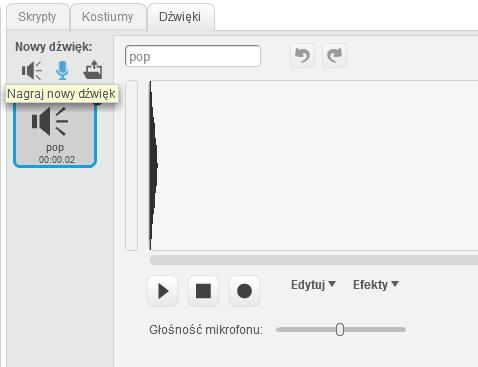 Skrypty Kostiumy Dźwięki
Nowy dźwięk:
pop
Nagraj nowy dźwięk
pop
00:00.02
Edytuj Efekty
Głośność mikrofonu: